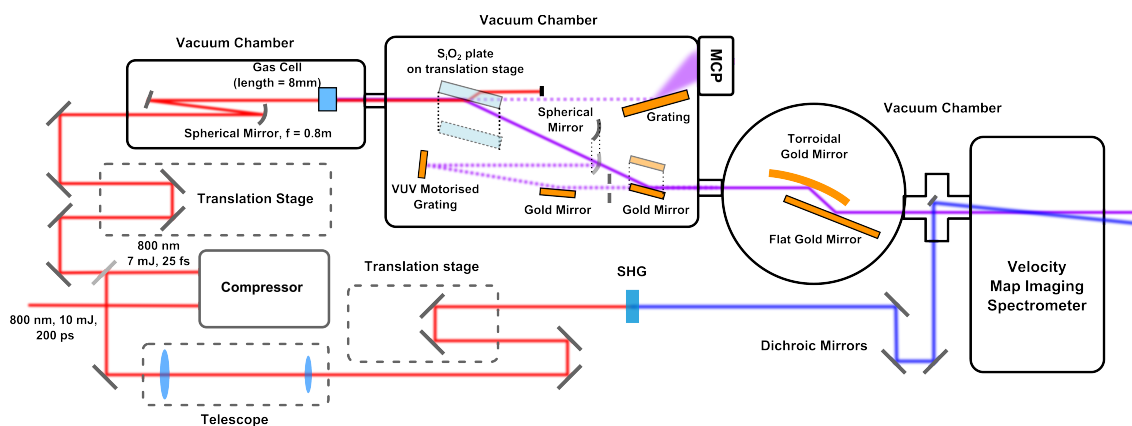 Vacuum Chamber
Vacuum Chamber
Gas Cell
(length = 8mm)
Spherical Mirror, f = 0.8m
SiO2 plate
on translation stage
MCP
Spherical
Mirror
Grating
VUV Motorised
Grating
Gold Mirror
Gold Mirror
Vacuum Chamber
Torroidal
Gold Mirror
Flat Gold Mirror
Translation Stage
800 nm
7 mJ, 25 fs
Compressor
800 nm, 10 mJ,
200 ps
Telescope
Translation stage
SHG
Dichroic Mirrors
Velocity
Map Imaging
Spectrometer